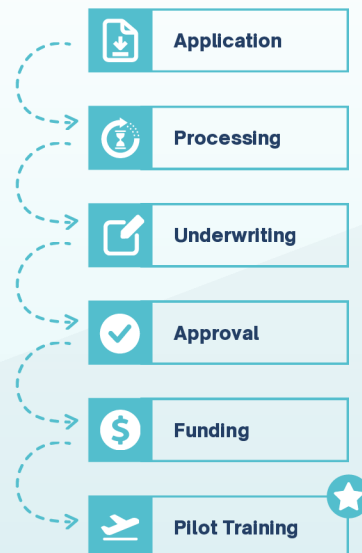 Application
Processing
Underwriting
Approval
Funding
Pilot Training